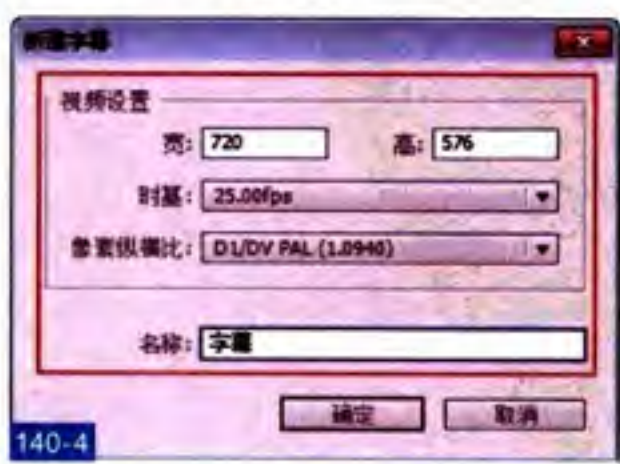 新建字幕
视频设置
宽: 720 高: 576
时基: 25.00fps
像素纵横比: D1/DV PAL (1.0940)
名称: 字幕
确定 取消
140-4